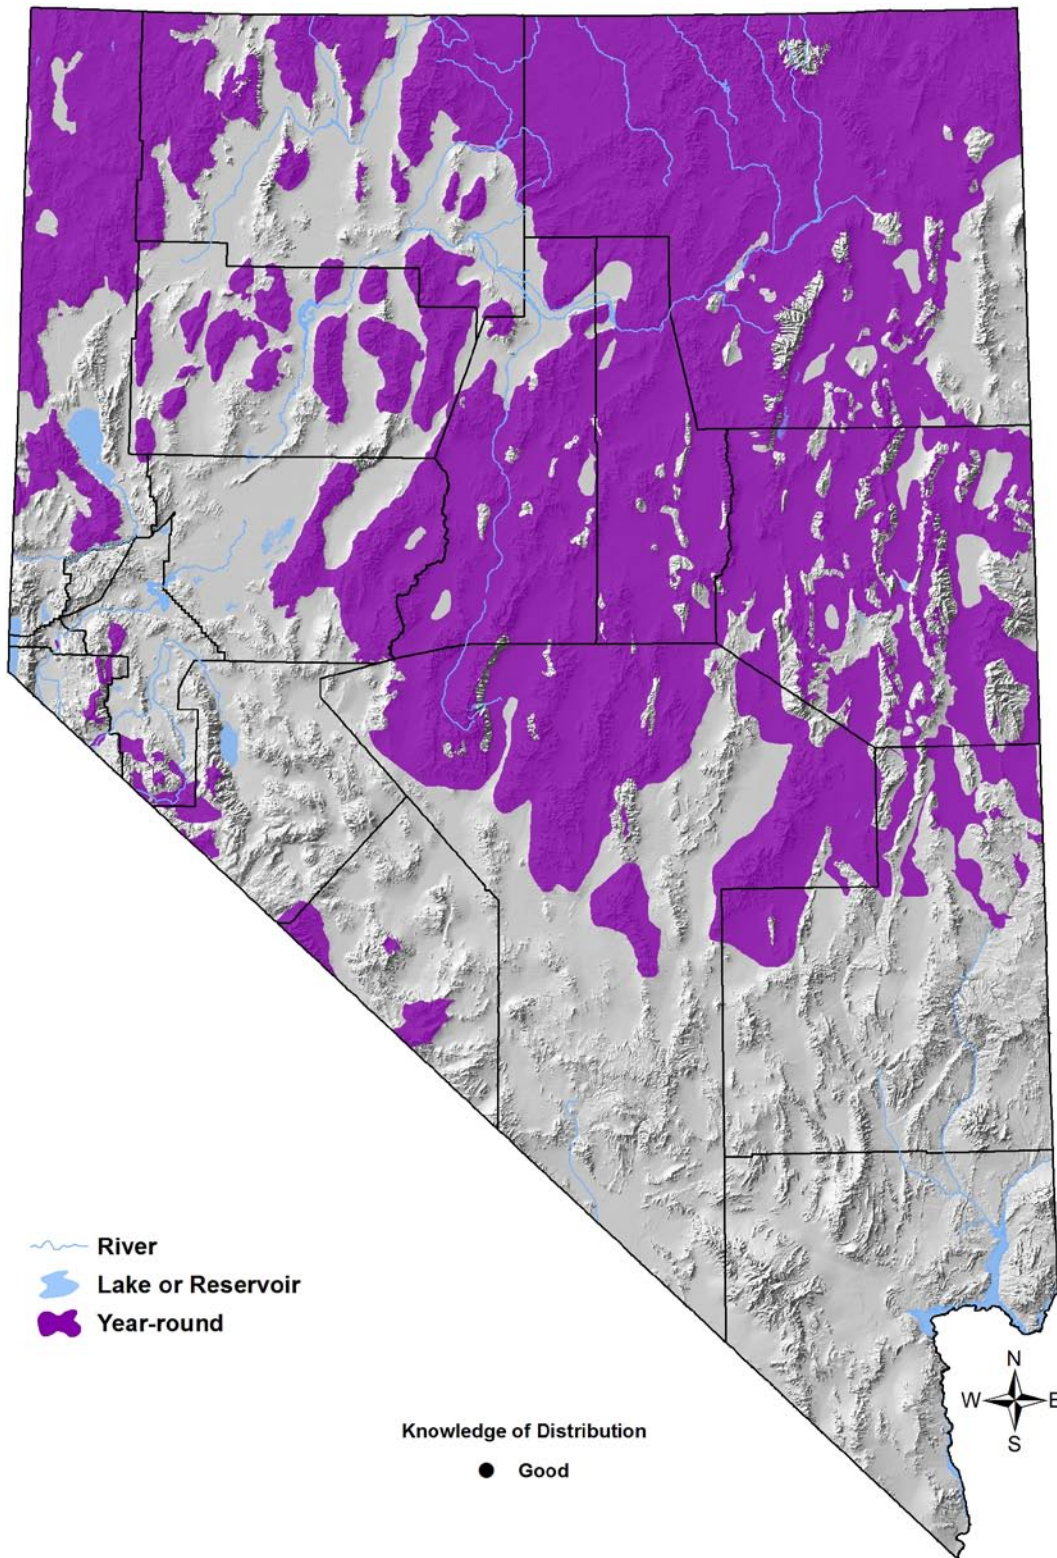 River
Lake or Reservoir
Year-round
N
W E
S
Knowledge of Distribution
Good